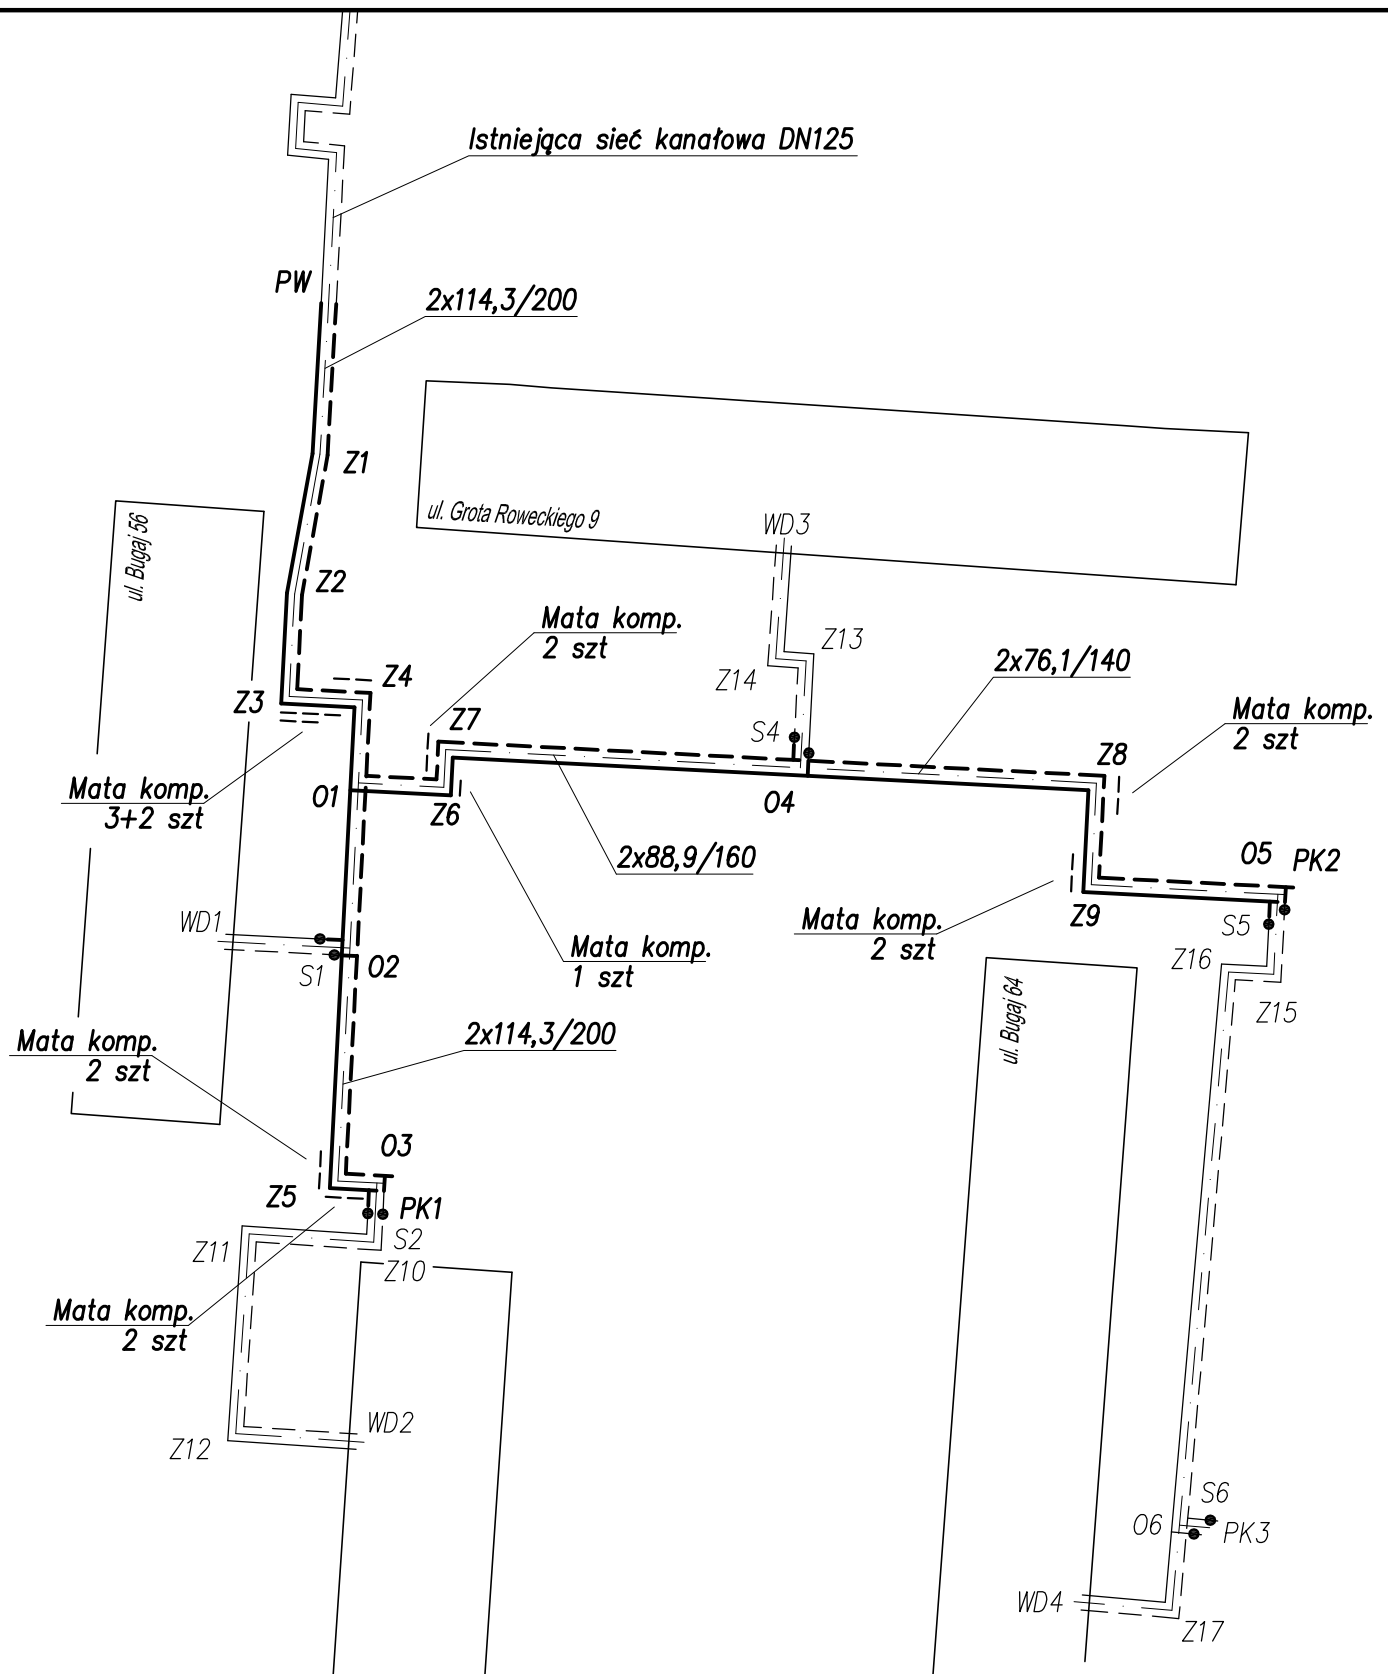 Istniejąca sieć kanałowa DN125
PW
2x114,3/200
Z1
ul. Grota Roweckiego 9
WD3
ul. Bugaj 56
Z2
Mata komp.
2 szt
Z13
Z14
2x76,1/140
Z4
Z3
Z7
S4
Mata komp.
2 szt
Z8
Mata komp.
3+2 szt
O1
Z6
O4
2x88,9/160
O5
PK2
WD1
S1
O2
Mata komp.
1 szt
Mata komp.
2 szt
Z9
S5
Z16
Z15
ul. Bugaj 64
Mata komp.
2 szt
2x114,3/200
O3
Z5
PK1
S2
Z11
Z10
Mata komp.
2 szt
WD2
Z12
S6
O6
PK3
WD4
Z17